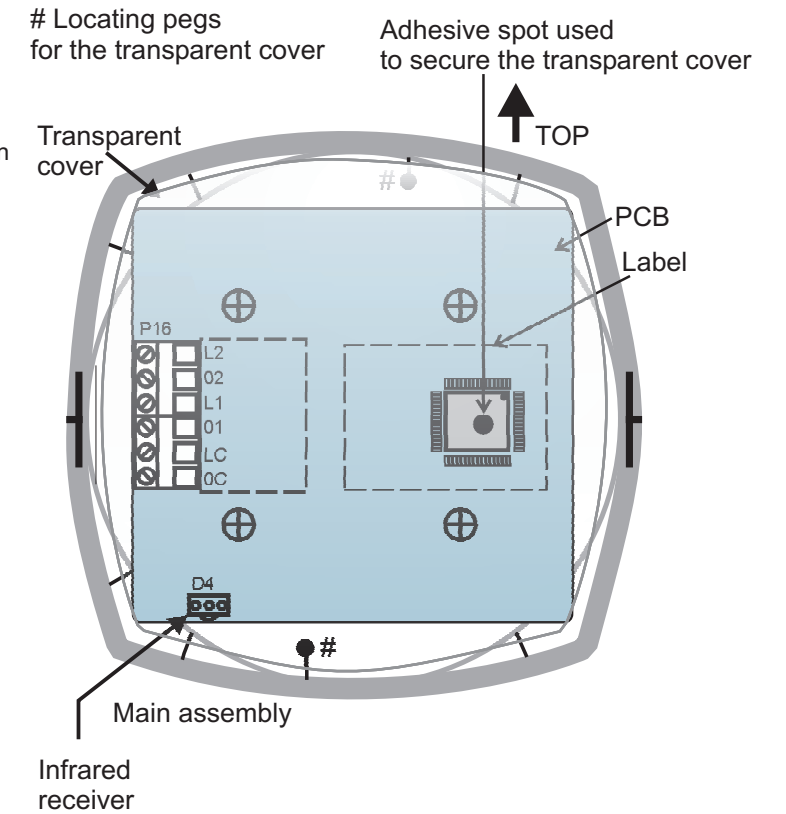 # Locating pegs
for the transparent cover
Adhesive spot used
to secure the transparent cover
TOP
n
Transparent
cover
#
PCB
Label
P16
L2
02
L1
01
LC
0C
D4
#
Main assembly
Infrared
receiver